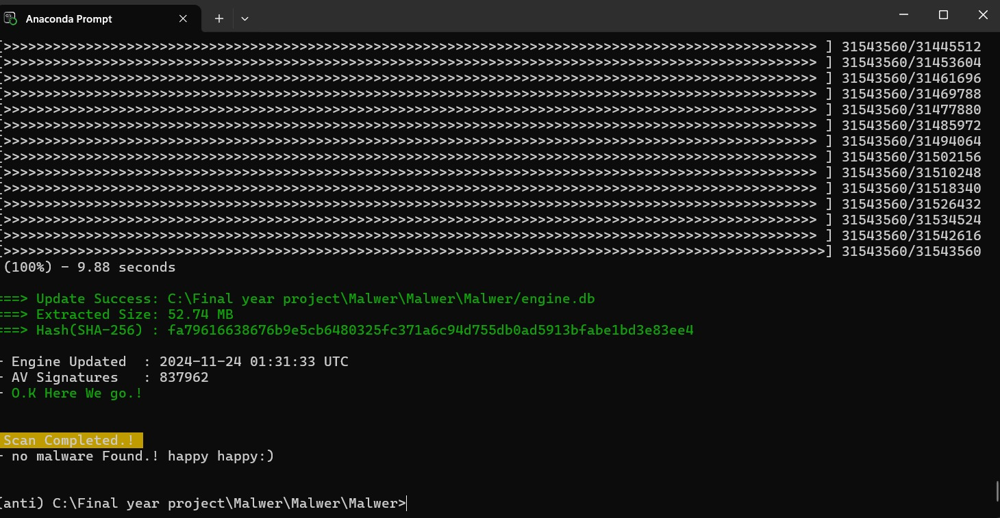 Anaconda Prompt
[>>>>>>>>>>>>>>>>>>>>>>>>>>>>>>>>>>>>>>>>>>>>>>>>>>>>>>>>>>>>>>>>>>>>>>>>>>>>>>>>>>>>>>>>>>>>>>>>>>> ] 31543560/31445512
[>>>>>>>>>>>>>>>>>>>>>>>>>>>>>>>>>>>>>>>>>>>>>>>>>>>>>>>>>>>>>>>>>>>>>>>>>>>>>>>>>>>>>>>>>>>>>>>>>>> ] 31543560/31453604
[>>>>>>>>>>>>>>>>>>>>>>>>>>>>>>>>>>>>>>>>>>>>>>>>>>>>>>>>>>>>>>>>>>>>>>>>>>>>>>>>>>>>>>>>>>>>>>>>>>> ] 31543560/31461696
[>>>>>>>>>>>>>>>>>>>>>>>>>>>>>>>>>>>>>>>>>>>>>>>>>>>>>>>>>>>>>>>>>>>>>>>>>>>>>>>>>>>>>>>>>>>>>>>>>>> ] 31543560/31469788
[>>>>>>>>>>>>>>>>>>>>>>>>>>>>>>>>>>>>>>>>>>>>>>>>>>>>>>>>>>>>>>>>>>>>>>>>>>>>>>>>>>>>>>>>>>>>>>>>>>> ] 31543560/31477880
[>>>>>>>>>>>>>>>>>>>>>>>>>>>>>>>>>>>>>>>>>>>>>>>>>>>>>>>>>>>>>>>>>>>>>>>>>>>>>>>>>>>>>>>>>>>>>>>>>>> ] 31543560/31485972
[>>>>>>>>>>>>>>>>>>>>>>>>>>>>>>>>>>>>>>>>>>>>>>>>>>>>>>>>>>>>>>>>>>>>>>>>>>>>>>>>>>>>>>>>>>>>>>>>>>> ] 31543560/31494064
[>>>>>>>>>>>>>>>>>>>>>>>>>>>>>>>>>>>>>>>>>>>>>>>>>>>>>>>>>>>>>>>>>>>>>>>>>>>>>>>>>>>>>>>>>>>>>>>>>>> ] 31543560/31502156
[>>>>>>>>>>>>>>>>>>>>>>>>>>>>>>>>>>>>>>>>>>>>>>>>>>>>>>>>>>>>>>>>>>>>>>>>>>>>>>>>>>>>>>>>>>>>>>>>>>> ] 31543560/31510248
[>>>>>>>>>>>>>>>>>>>>>>>>>>>>>>>>>>>>>>>>>>>>>>>>>>>>>>>>>>>>>>>>>>>>>>>>>>>>>>>>>>>>>>>>>>>>>>>>>>> ] 31543560/31518340
[>>>>>>>>>>>>>>>>>>>>>>>>>>>>>>>>>>>>>>>>>>>>>>>>>>>>>>>>>>>>>>>>>>>>>>>>>>>>>>>>>>>>>>>>>>>>>>>>>>> ] 31543560/31526432
[>>>>>>>>>>>>>>>>>>>>>>>>>>>>>>>>>>>>>>>>>>>>>>>>>>>>>>>>>>>>>>>>>>>>>>>>>>>>>>>>>>>>>>>>>>>>>>>>>>> ] 31543560/31534524
[>>>>>>>>>>>>>>>>>>>>>>>>>>>>>>>>>>>>>>>>>>>>>>>>>>>>>>>>>>>>>>>>>>>>>>>>>>>>>>>>>>>>>>>>>>>>>>>>>>> ] 31543560/31542616
[>>>>>>>>>>>>>>>>>>>>>>>>>>>>>>>>>>>>>>>>>>>>>>>>>>>>>>>>>>>>>>>>>>>>>>>>>>>>>>>>>>>>>>>>>>>>>>>>>>>>] 31543560/31543560
(100%) - 9.88 seconds
===> Update Success: C:\Final year project\Malwer\Malwer\Malwer/engine.db
===> Extracted Size: 52.74 MB
===> Hash(SHA-256) : fa79616638676b9e5cb6480325fc371a6c94d755db0ad5913bfabe1bd3e83ee4
- Engine Updated : 2024-11-24 01:31:33 UTC
- AV Signatures : 837962
- O.K Here We go.!
Scan Completed.!
- no malware Found.! happy happy:)
(anti) C:\Final year project\Malwer\Malwer\Malwer>